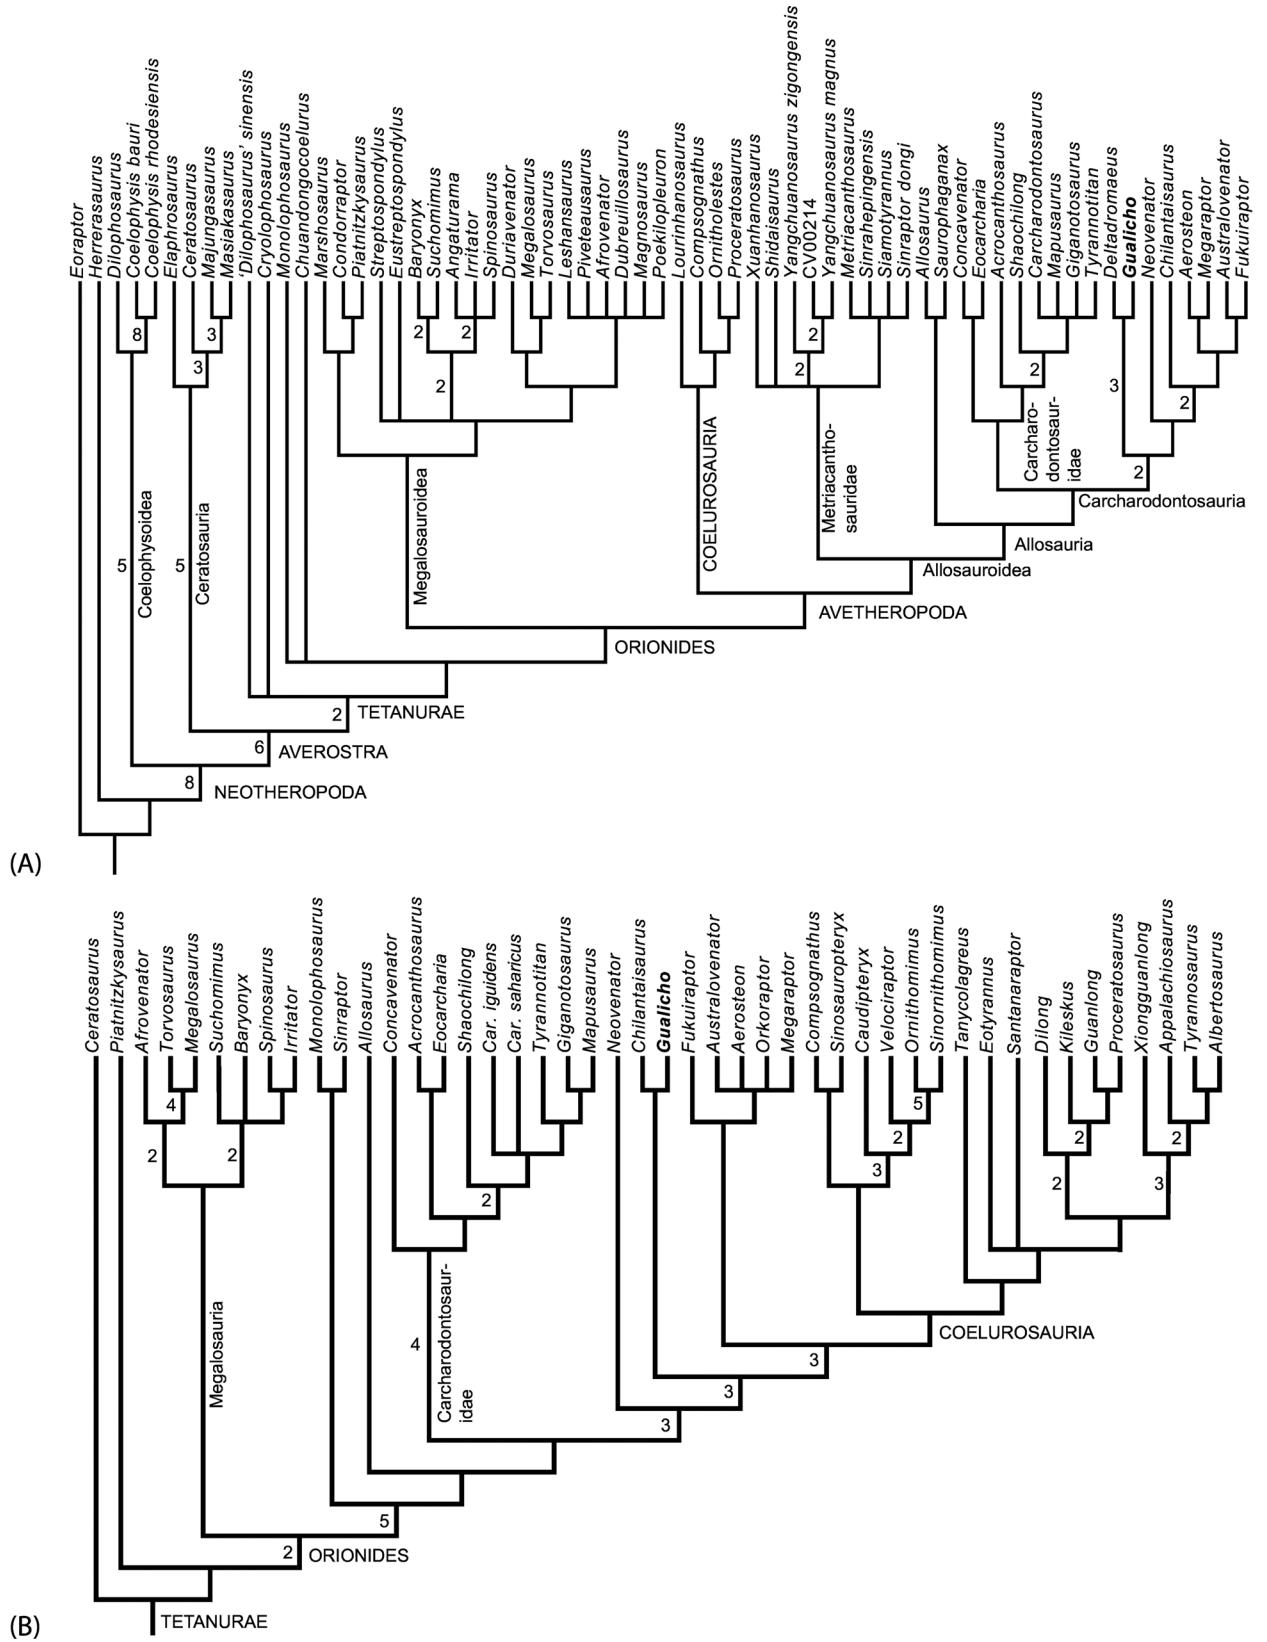 Eoraptor
Herrerasaurus
Dilophosaurus
Coelophysis bauri
Coelophysis rhodesiensis
Elaphrosaurus
Ceratosaurus
Majungasaurus
Masiakasaurus
'Dilophosaurus' sinensis
Cryolophosaurus
Monolophosaurus
Chuandongocoelurus
Marshosaurus
Condorraptor
Piatnitzkysaurus
Streptospondylus
Eustreptospondylus
Baryonyx
Suchomimus
Angaturama
Irritator
Spinosaurus
Duriavenator
Megalosaurus
Torvosaurus
Leshansaurus
Piveteausaurus
Afrovenator
Dubreuillosaurus
Magnosaurus
Poekilopleuron
Lourinhanosaurus
Compsognathus
Ornitholestes
Proceratosaurus
Xuanhanosaurus
Shidaisaurus
Yangchuanosaurus zigongensis
CV00214
Yangchuanosaurus magnus
Metriacanthosaurus
Sinrahepingensis
Siamotyrannus
Sinraptor dongi
Allosaurus
Saurophaganax
Concavenator
Eocarcharia
Acrocanthosaurus
Shaochilong
Carcharodontosaurus
Mapusaurus
Giganotosaurus
Tyrannotitan
Deltadromaeus
Gualicho
Neovenator
Chilantaisaurus
Aerosteon
Megaraptor
Australovenator
Fukuiraptor
8
3
2
2
2
3
2
2
2
3
2
5
5
2
Coelophysoidea
Ceratosauria
Megalosauroidea
COELUROSAURIA
Metriacantho-
sauridae
Carcharo-
dontosaur-
idae
2
Carcharodontosauria
Allosauria
Allosauroidea
AVETHEROPODA
ORIONIDES
2
TETANURAE
6
AVEROSTRA
8
NEOTHEROPODA
(A)
Ceratosaurus
Piatnitzkysaurus
Afrovenator
Torvosaurus
Megalosaurus
Suchomimus
Baryonyx
Spinosaurus
Irritator
Monolophosaurus
Sinraptor
Allosaurus
Concavenator
Acrocanthosaurus
Eocarcharia
Shaochilong
Car. iguidens
Car. saharicus
Tyrannotitan
Giganotosaurus
Mapusaurus
Neovenator
Chilantaisaurus
Gualicho
Fukuiraptor
Australovenator
Aerosteon
Orkoraptor
Megaraptor
Compsognathus
Sinosauropteryx
Caudipteryx
Velociraptor
Ornithomimus
Sinornithomimus
Tanycolagreus
Eotyrannus
Santanaraptor
Dilong
Kileskus
Guanlong
Proceratosaurus
Xiongguanlong
Appalachiosaurus
Tyrannosaurus
Albertosaurus
4
5
2
2
2
2
2
3
2
3
2
4
Megalosauria
Carcharodontosaur-
idae
COELUROSAURIA
3
3
3
5
2
ORIONIDES
TETANURAE
(B)